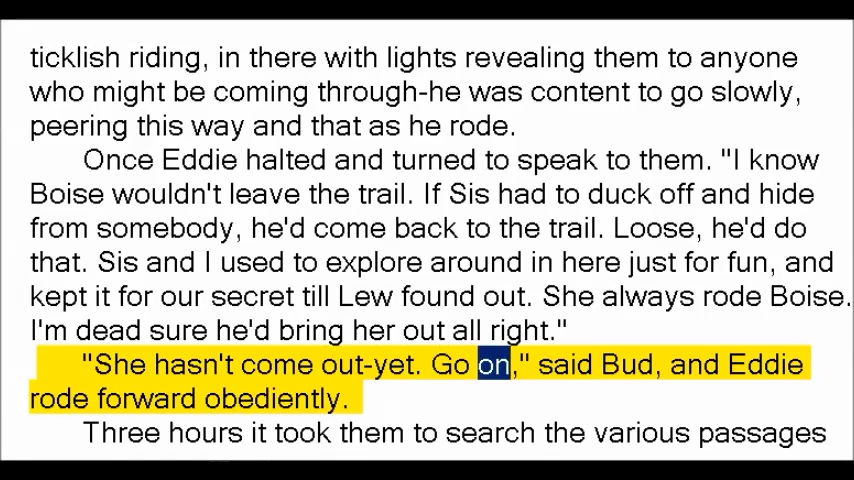 ticklish riding, in there with lights revealing them to anyone
who might be coming through-he was content to go slowly,
peering this way and that as he rode.
Once Eddie halted and turned to speak to them. "I know
Boise wouldn't leave the trail. If Sis had to duck off and hide
from somebody, he'd come back to the trail. Loose, he'd do
that. Sis and I used to explore around in here just for fun, and
kept it for our secret till Lew found out. She always rode Boise.
I'm dead sure he'd bring her out all right."
"She hasn't come out-yet. Go on," said Bud, and Eddie
rode forward obediently.
Three hours it took them to search the various passages